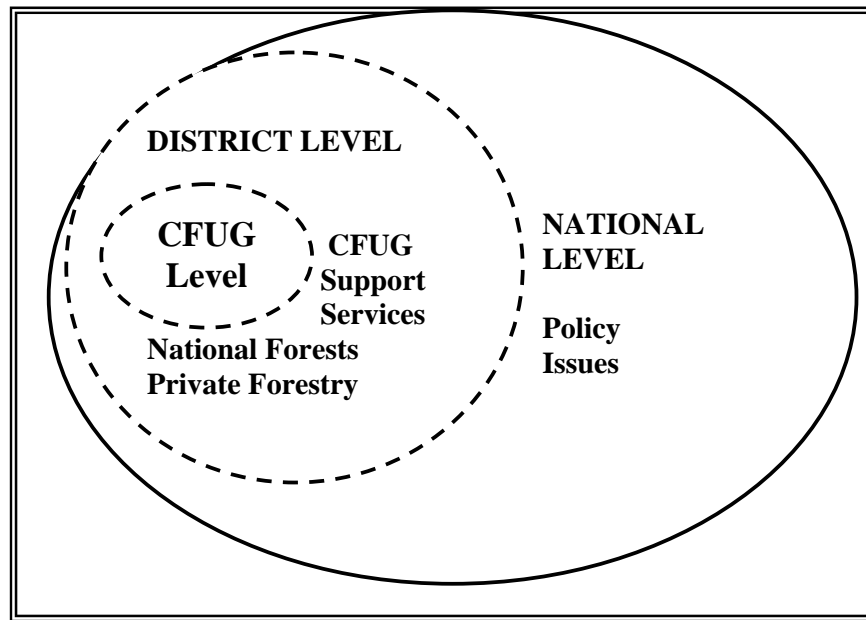 DISTRICT LEVEL
CFUG
Level
CFUG
Support
Services
National Forests
Private Forestry
NATIONAL
LEVEL
Policy
Issues